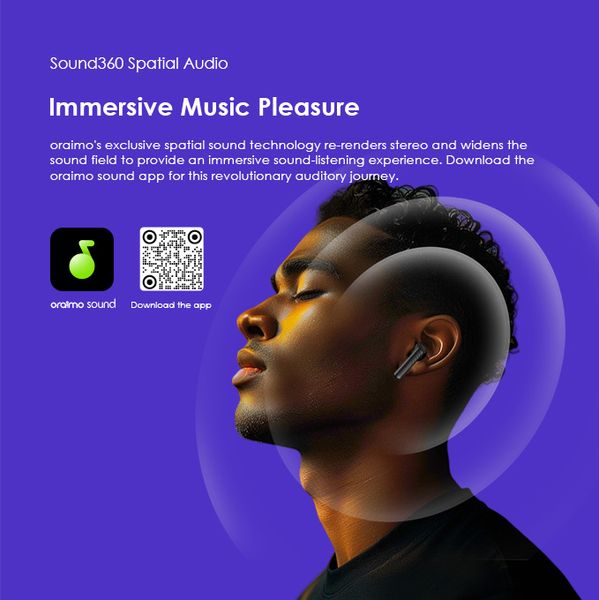 Sound360 Spatial Audio
Immersive Music Pleasure
oraimo's exclusive spatial sound technology re-renders stereo and widens the
sound field to provide an immersive sound-listening experience. Download the
oraimo sound app for this revolutionary auditory journey.
oraimo sound
Download the app